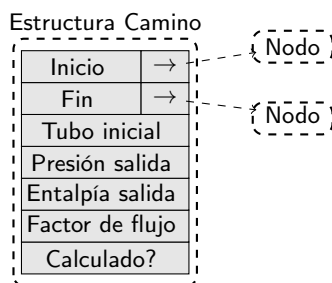 Estructura Camino
Inicio →
Nodo
Fin →
Nodo
Tubo inicial
Presión salida
Entalpía salida
Factor de flujo
Calculado?